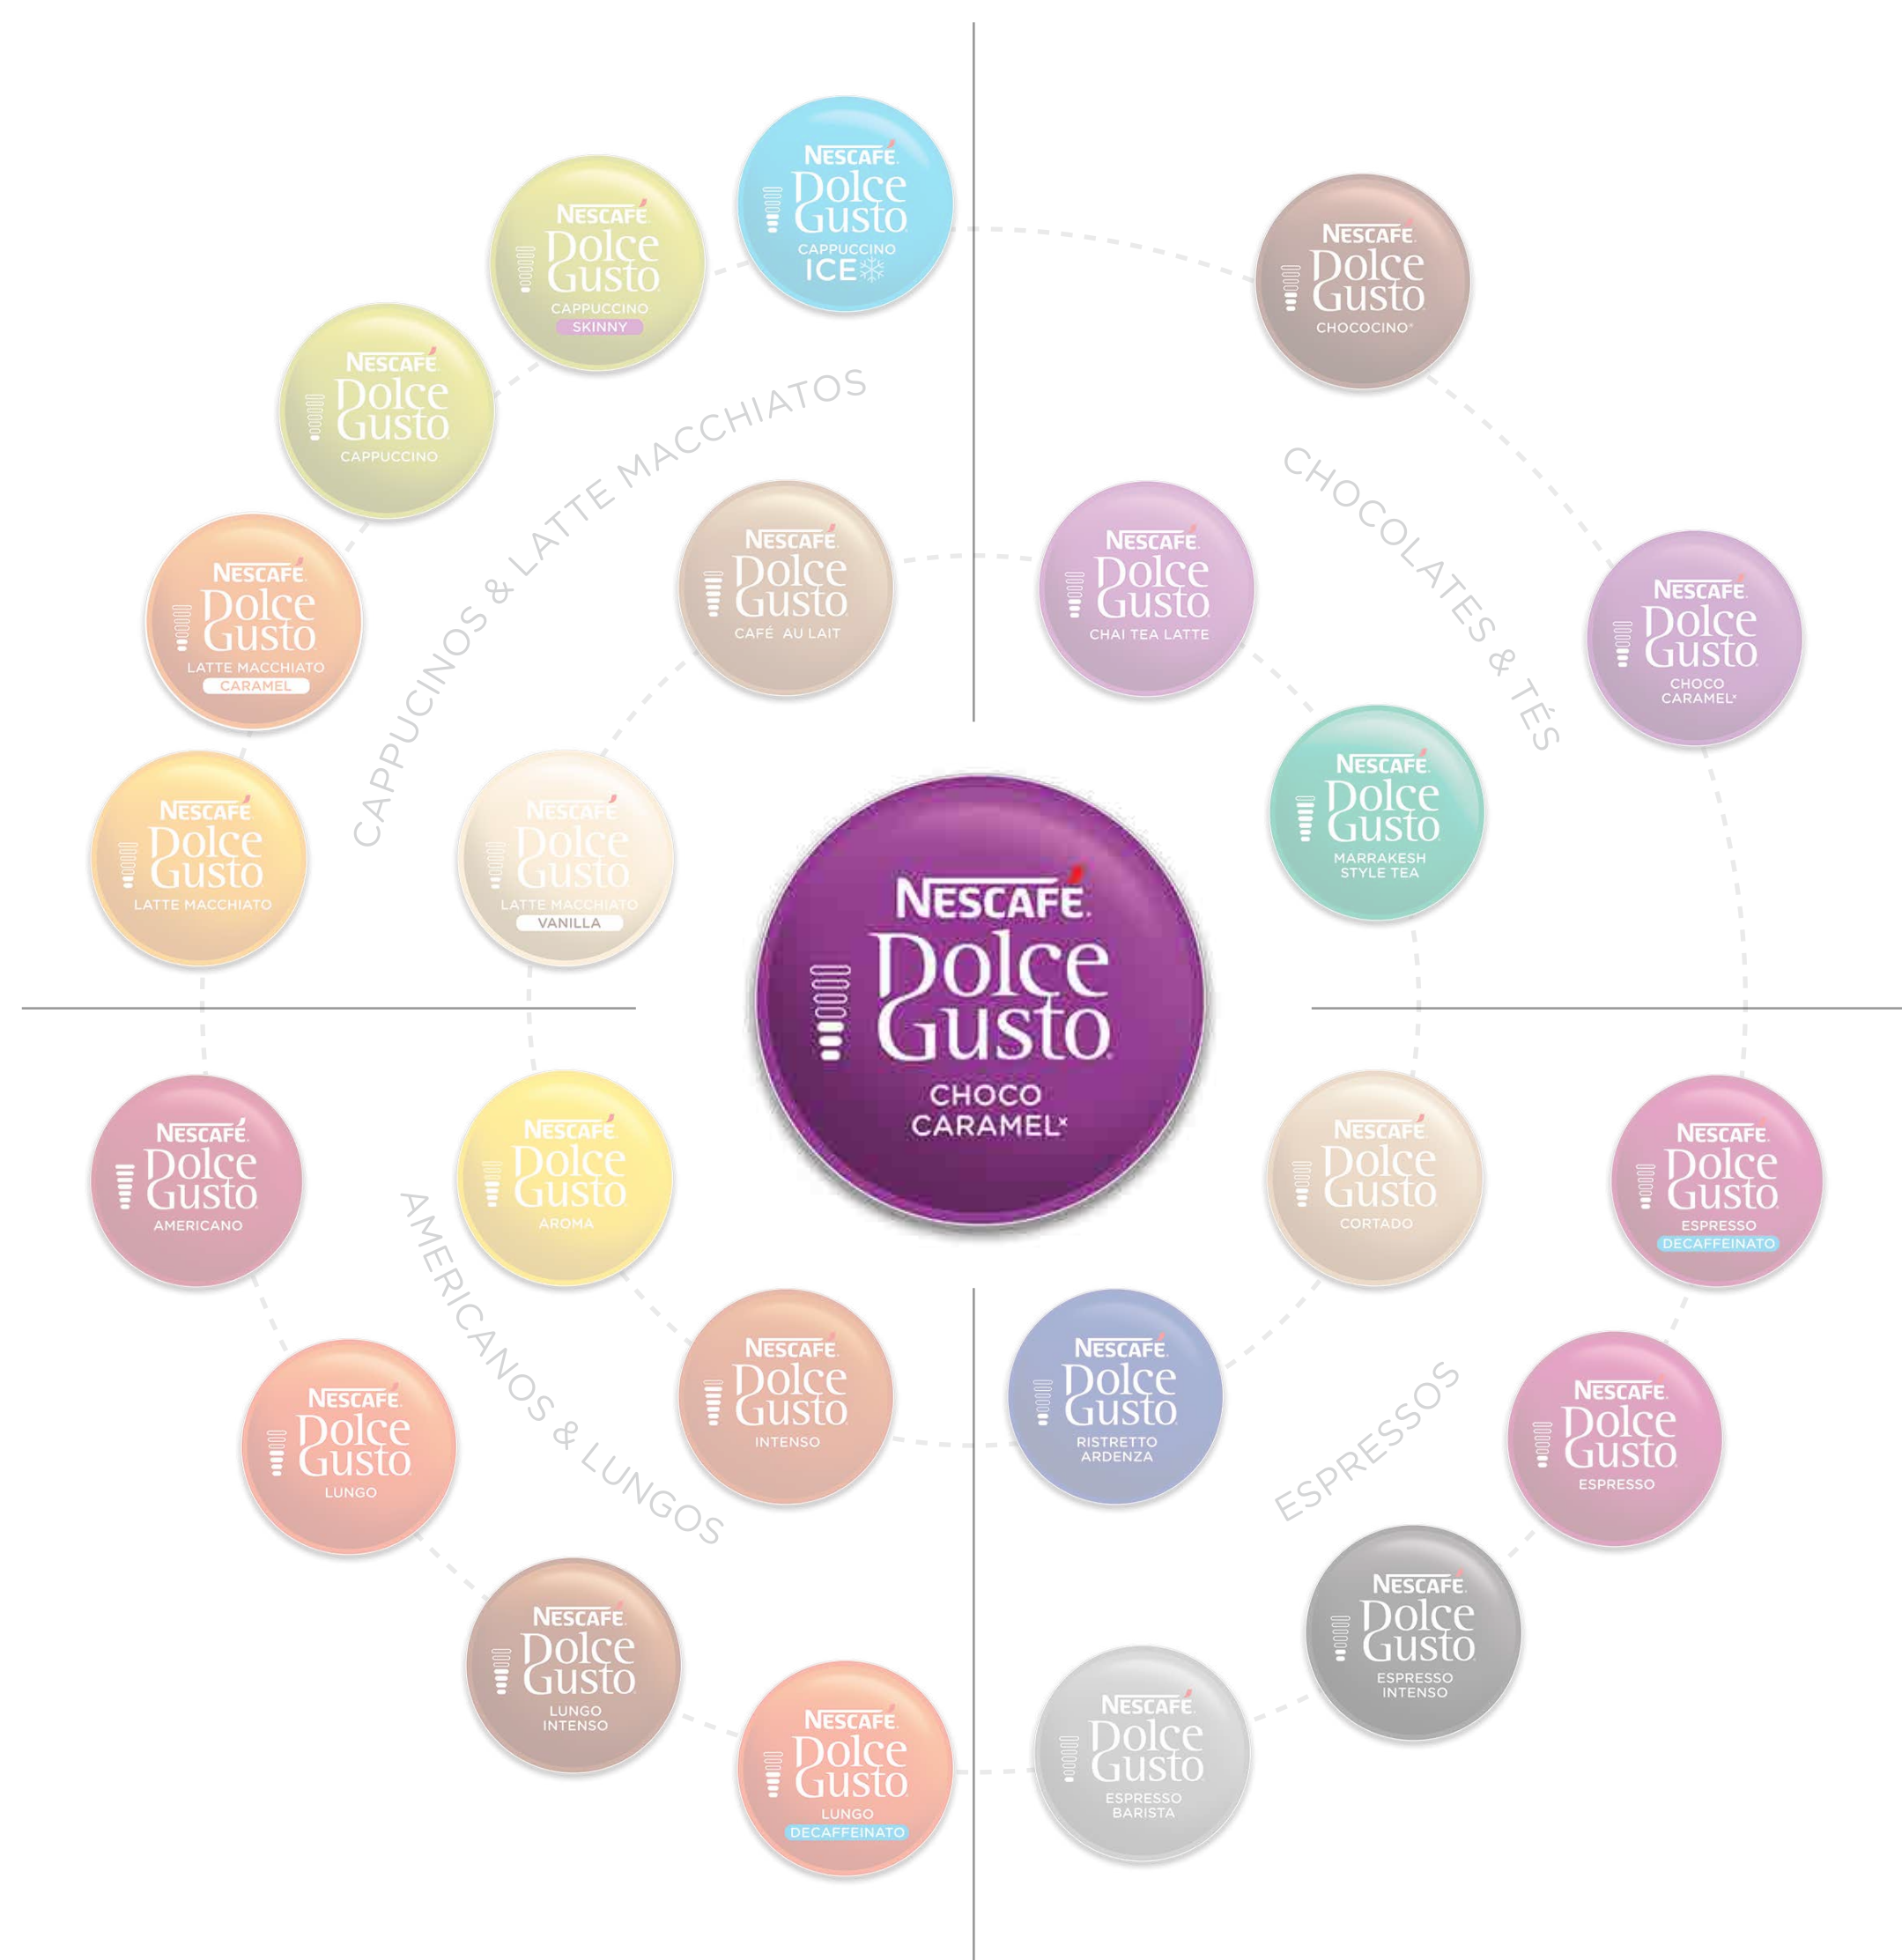 NESCAFÉ.
Dolce
Gusto
CAPPUCCINO
ICE
NESCAFÉ.
Dolce
Gusto
CAPPUCCINO
SKINNY
NESCAFÉ.
Dolce
Gusto
CAPPUCCINO
NESCAFÉ.
Dolce
Gusto
LATTE MACCHIATO
CARAMEL
NESCAFÉ.
Dolce
Gusto
LATTE MACCHIATO
CAPPUCINOS & LATTE MACCHIATOS
NESCAFÉ.
Dolce
Gusto
CAFÉ AU LAIT
NESCAFÉ.
Dolce
Gusto
LATTE MACCHIATO
VANILLA
NESCAFÉ.
Dolce
Gusto
CHOCOCINO®
CHOCOLATES & TÉS
NESCAFÉ.
Dolce
Gusto
CHOCO
CARAMEL*
NESCAFÉ.
Dolce
Gusto
CHAI TEA LATTE
NESCAFÉ.
Dolce
Gusto
MARRAKESH
STYLE TEA
NESCAFÉ.
Dolce
Gusto
CHOCO
CARAMEL*
NESCAFÉ.
Dolce
Gusto
AMERICANO
NESCAFÉ.
Dolce
Gusto
AROMA
AMERICANOS & LUNGOS
NESCAFÉ.
Dolce
Gusto
INTENSO
NESCAFÉ.
Dolce
Gusto
LUNGO
NESCAFÉ.
Dolce
Gusto
LUNGO
INTENSO
NESCAFÉ.
Dolce
Gusto
LUNGO
DECAFFEINATO
NESCAFÉ.
Dolce
Gusto
CORTADO
NESCAFÉ.
Dolce
Gusto
ESPRESSO
DECAFFEINATO
NESCAFÉ.
Dolce
Gusto
RISTRETTO
ARDENZA
ESPRESSOS
NESCAFÉ.
Dolce
Gusto
ESPRESSO
NESCAFÉ.
Dolce
Gusto
ESPRESSO
INTENSO
NESCAFÉ.
Dolce
Gusto
ESPRESSO
BARISTA